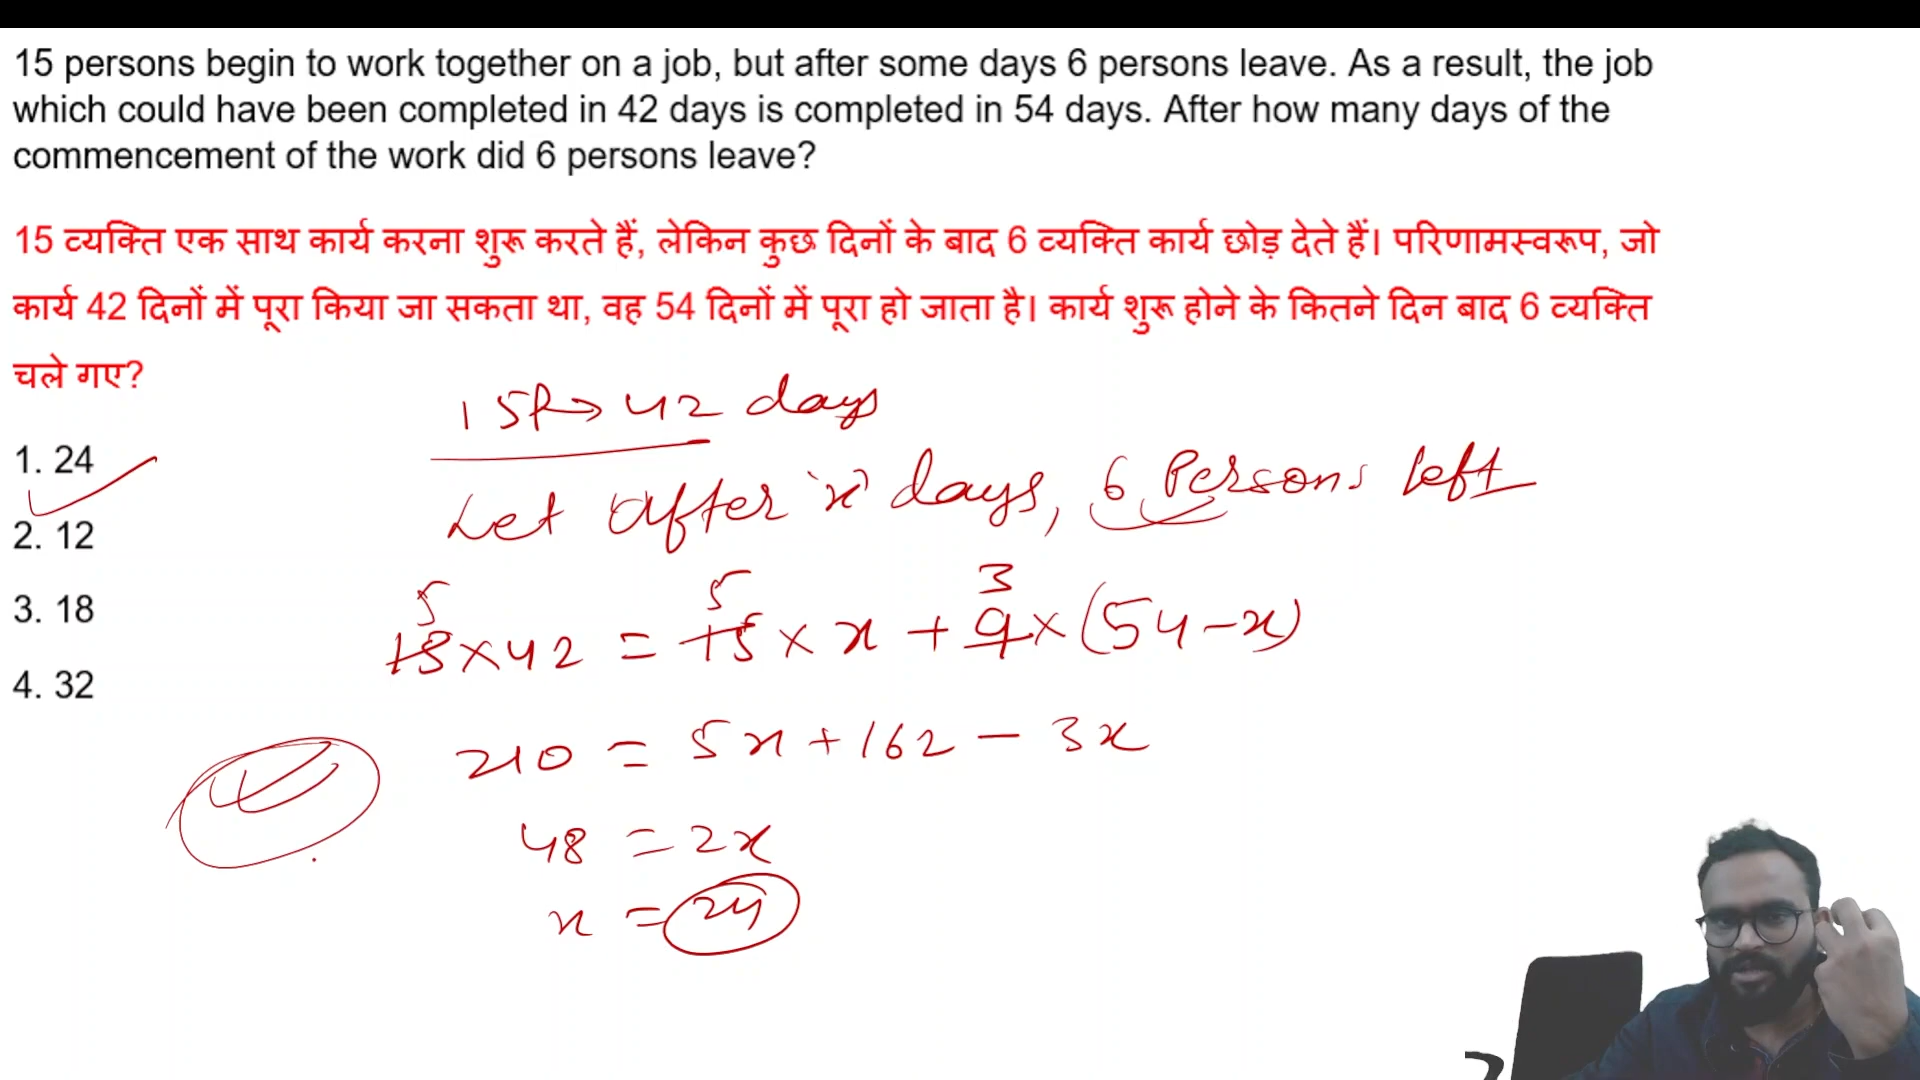 15 persons begin to work together on a job, but after some days 6 persons leave. As a result, the job
which could have been completed in 42 days is completed in 54 days. After how many days of the
commencement of the work did 6 persons leave?
15 व्यक्ति एक साथ कार्य करना शुरू करते हैं, लेकिन कुछ दिनों के बाद 6 व्यक्ति कार्य छोड़ देते हैं। परिणामस्वरूप, जो
कार्य 42 दिनों में पूरा किया जा सकता था, वह 54 दिनों में पूरा हो जाता है। कार्य शुरू होने के कितने दिन बाद 6 व्यक्ति
चले गए?
1. 24
2. 12
3. 18
4. 32
15P→ 42 days
Let after 'x' days, 6 Persons left
5 5 3
15×42 = 15 × x + 9×(54-x)
210 = 5x+162 - 3x
48 = 2x
x = 24